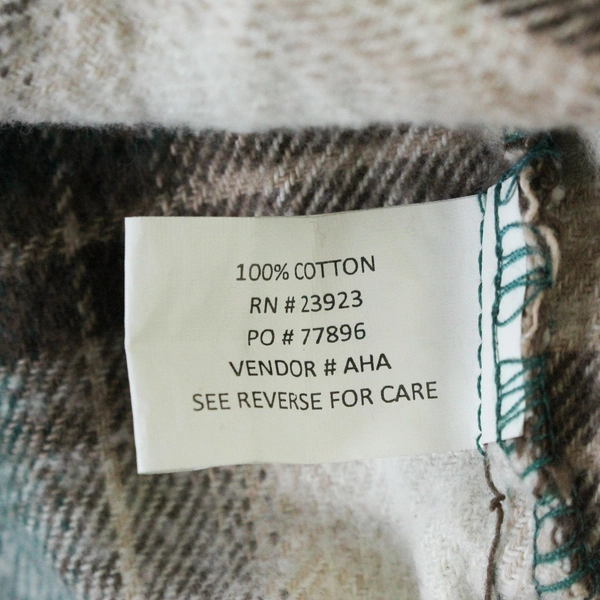 100% COTTON
RN # 23923
PO # 77896
VENDOR # AHA
SEE REVERSE FOR CARE